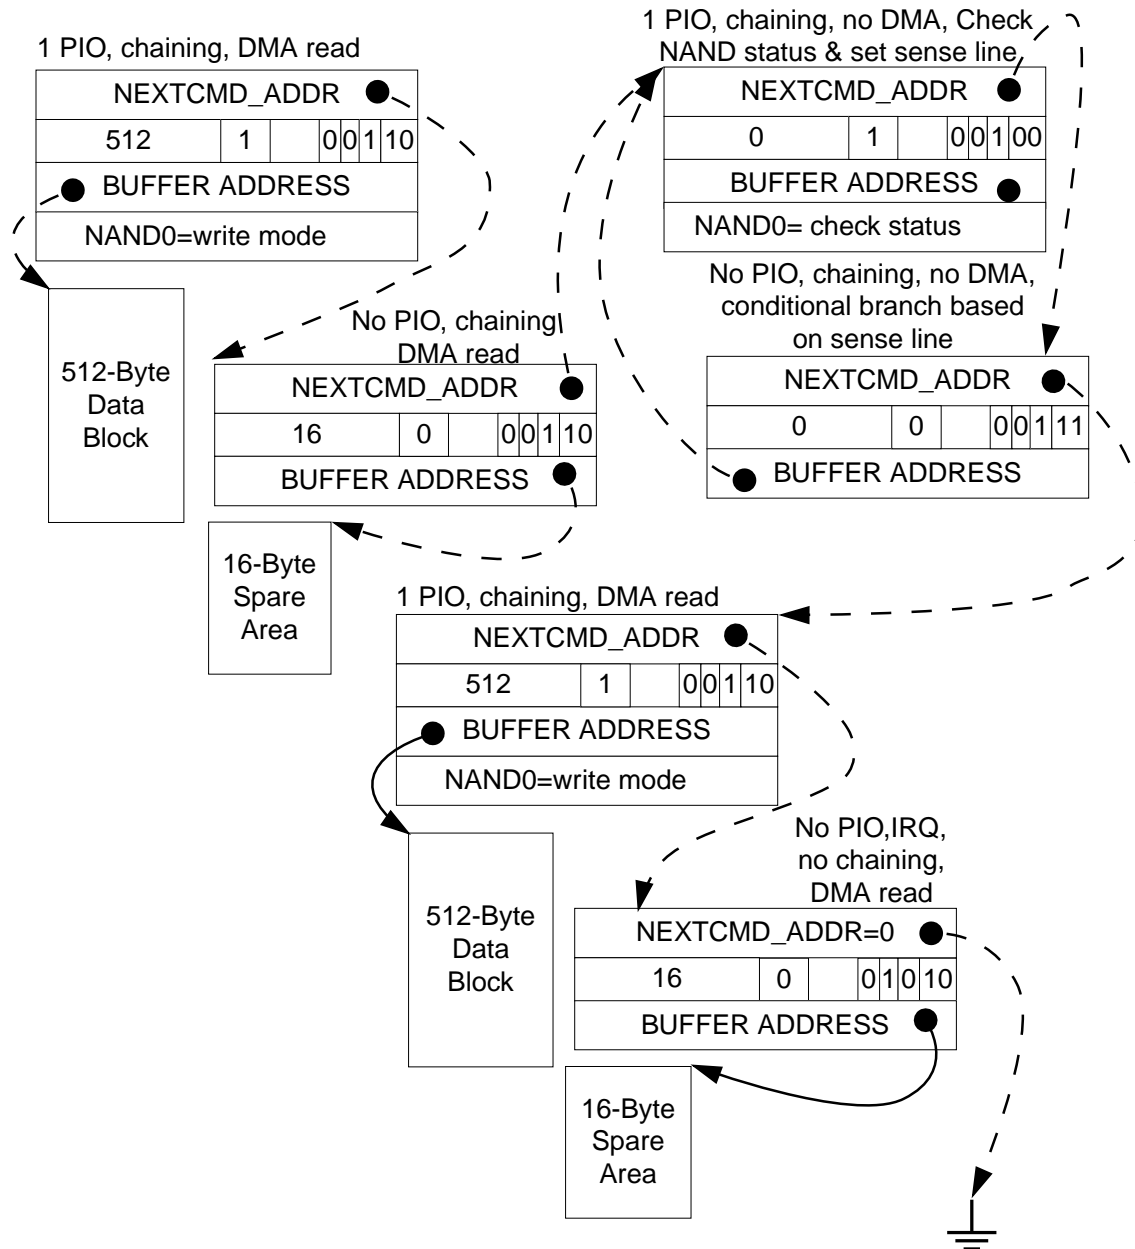 1 PIO, chaining, DMA read
NEXTCMD_ADDR
512 1 0 0 1 10
BUFFER ADDRESS
NAND0=write mode
512-Byte
Data
Block
No PIO, chaining
DMA read
NEXTCMD_ADDR
16 0 0 0 1 10
BUFFER ADDRESS
16-Byte
Spare
Area
1 PIO, chaining, no DMA, Check
NAND status & set sense line
NEXTCMD_ADDR
0 1 0 0 1 00
BUFFER ADDRESS
NAND0= check status
No PIO, chaining, no DMA,
conditional branch based
on sense line
NEXTCMD_ADDR
0 0 0 0 1 11
BUFFER ADDRESS
1 PIO, chaining, DMA read
NEXTCMD_ADDR
512 1 0 0 1 10
BUFFER ADDRESS
NAND0=write mode
512-Byte
Data
Block
No PIO,IRQ,
no chaining,
DMA read
NEXTCMD_ADDR=0
16 0 0 1 0 10
BUFFER ADDRESS
16-Byte
Spare
Area